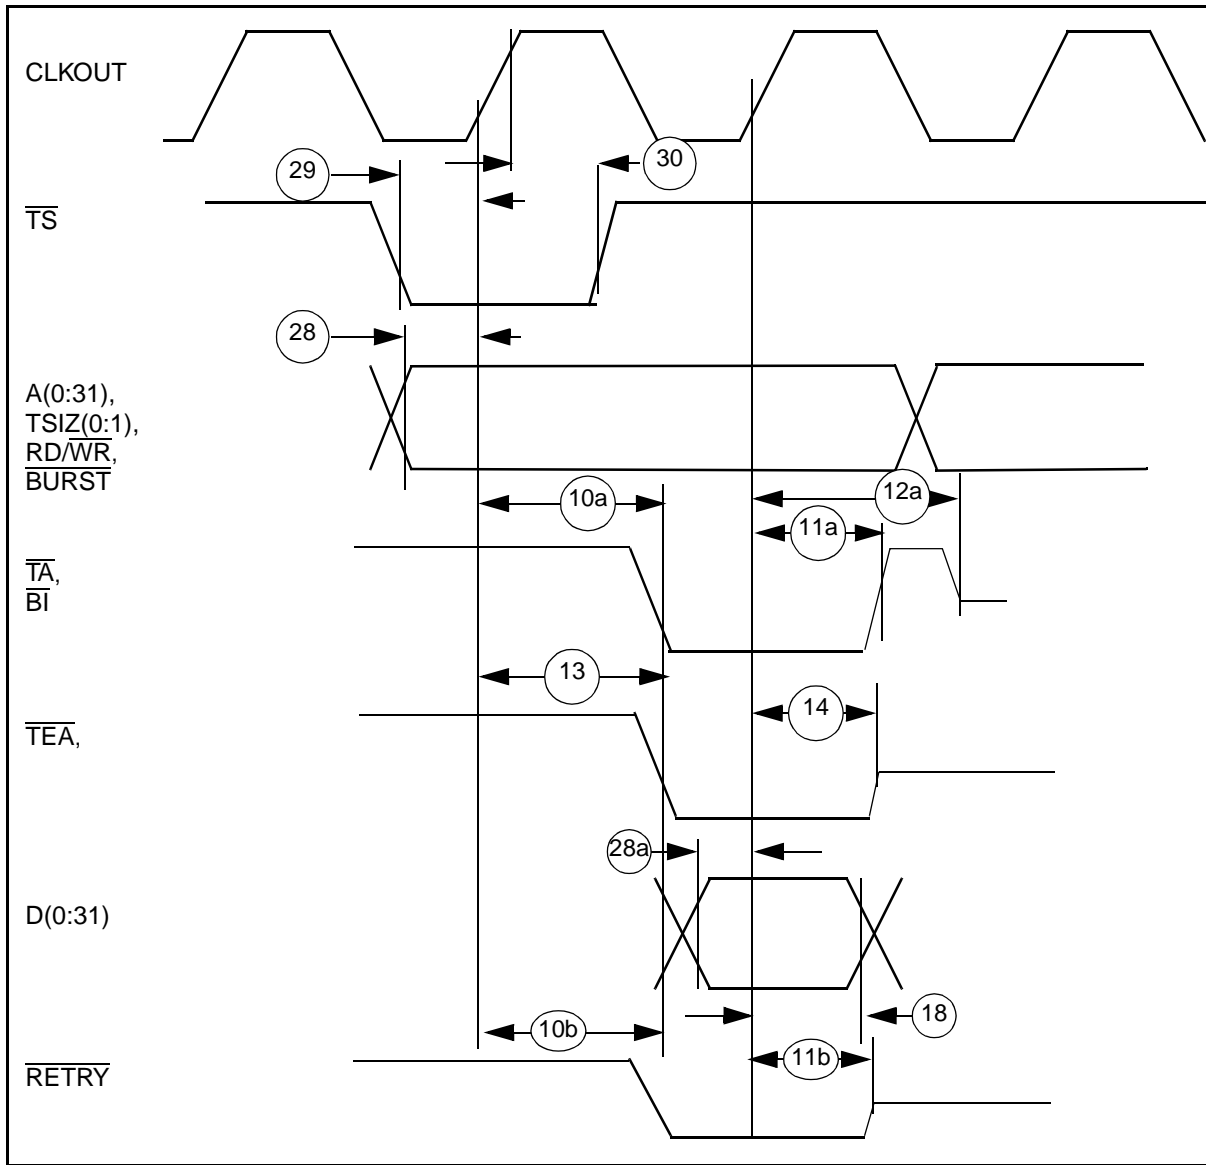 CLKOUT
29
30
TS
28
A(0:31),
TSIZ(0:1),
RD/WR,
BURST
12a
10a
11a
TA,
BI
13
14
TEA,
28a
D(0:31)
18
10b
11b
RETRY